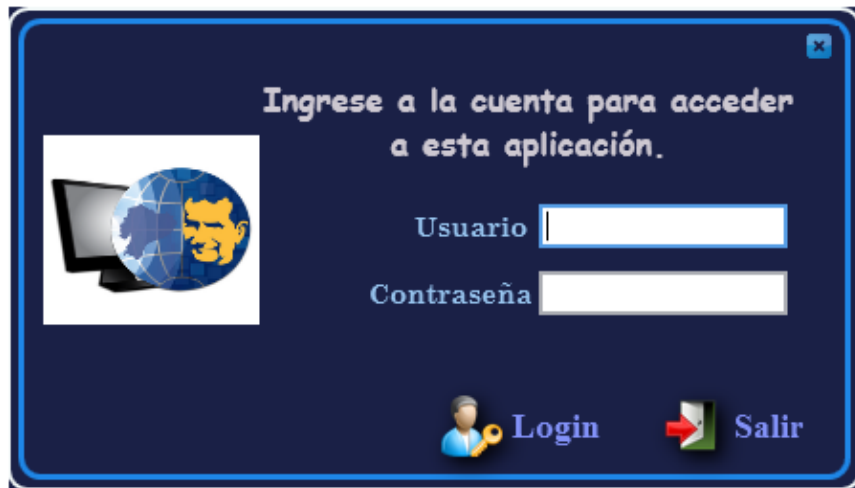 Ingrese a la cuenta para acceder
a esta aplicación.
Usuario
Contraseña
Login
Salir